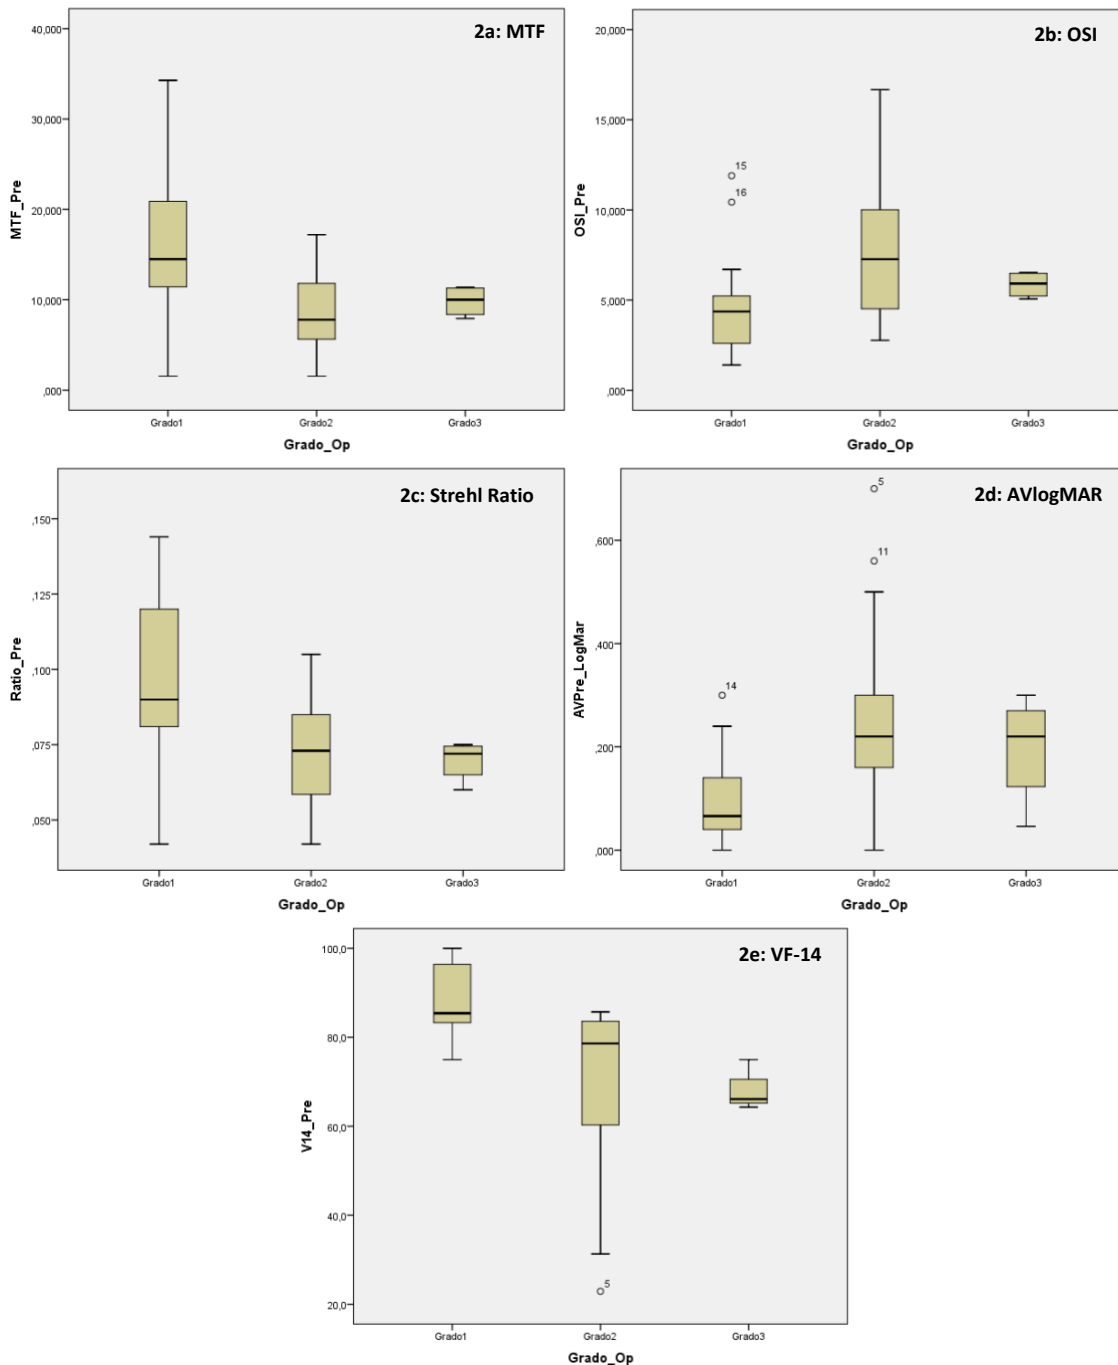 2a: MTF
40,000
30,000
20,000
10,000
,000
MTF_Pre
Grado1
Grado2
Grado3
Grado_Op
2b: OSI
20,000
15,000
10,000
5,000
,000
OSI_Pre
15
16
Grado1
Grado2
Grado3
Grado_Op
2c: Strehl Ratio
,150
,125
,100
,075
,050
Ratio_Pre
Grado1
Grado2
Grado3
Grado_Op
2d: AVlogMAR
,600
,400
,200
,000
AVPre_LogMar
14
5
11
Grado1
Grado2
Grado3
Grado_Op
2e: VF-14
100,0
80,0
60,0
40,0
20,0
V14_Pre
5
Grado1
Grado2
Grado3
Grado_Op